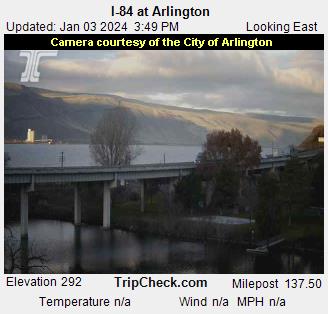 I-84 at Arlington
Updated: Jan 03 2024 3:49 PM Looking East
Camera courtesy of the City of Arlington
Elevation 292 TripCheck.com Milepost 137.50
Temperature n/a Wind n/a MPH n/a